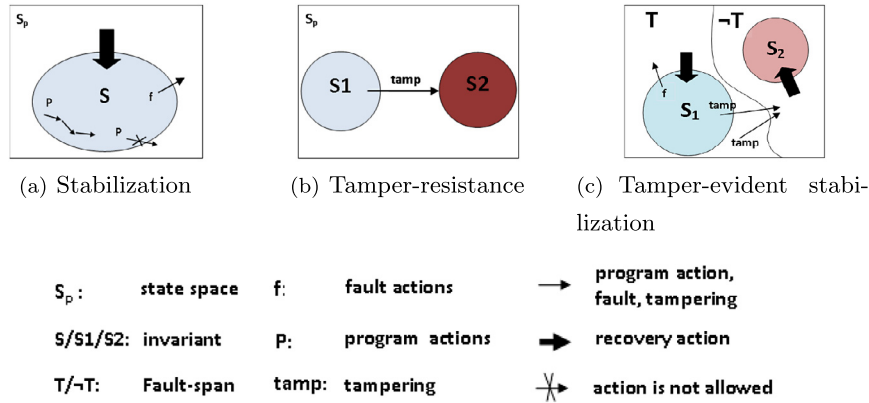 Sp
S
P
P
f
(a) Stabilization
Sp
S1
tamp
S2
(b) Tamper-resistance
T
¬T
S2
f
S1
tamp
tamp
(c) Tamper-evident stabi-
lization
Sp : state space f: fault actions program action,
fault, tampering
S/S1/S2: invariant P: program actions recovery action
T/¬T: Fault-span tamp: tampering action is not allowed